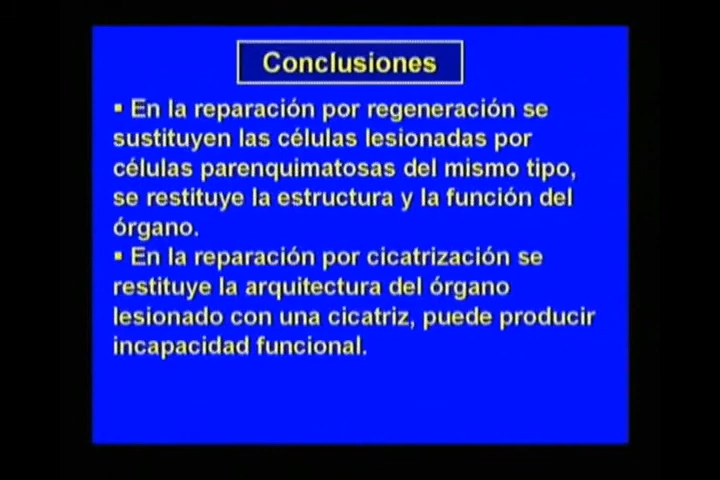 Conclusiones
▪ En la reparación por regeneración se
sustituyen las células lesionadas por
células parenquimatosas del mismo tipo,
se restituye la estructura y la función del
órgano.
▪ En la reparación por cicatrización se
restituye la arquitectura del órgano
lesionado con una cicatriz, puede producir
incapacidad funcional.